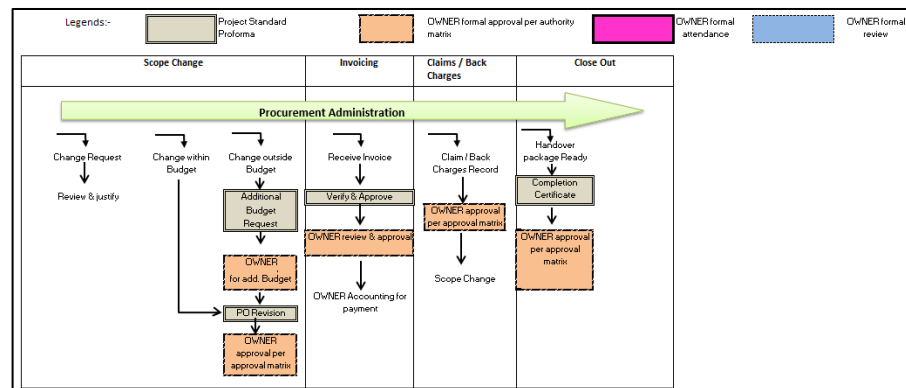 Legends:-
Project Standard
Proforma
OWNER formal approval per authority
matrix
OWNER formal
attendance
OWNER formal
review
Scope Change
Invoicing
Claims / Back
Charges
Close Out
Procurement Administration
Change Request
Review & justify
Change within
Budget
Change outside
Budget
Additional
Budget
Request
OWNER
for add. Budget
PO Revision
OWNER
approval per
approval matrix
Receive Invoice
Verify & Approve
OWNER review & approval
OWNER Accounting for
payment
Claim / Back
Charges Record
OWNER approval
per approval matrix
Scope Change
Handover
package Ready
Completion
Certificate
OWNER approval
per approval
matrix